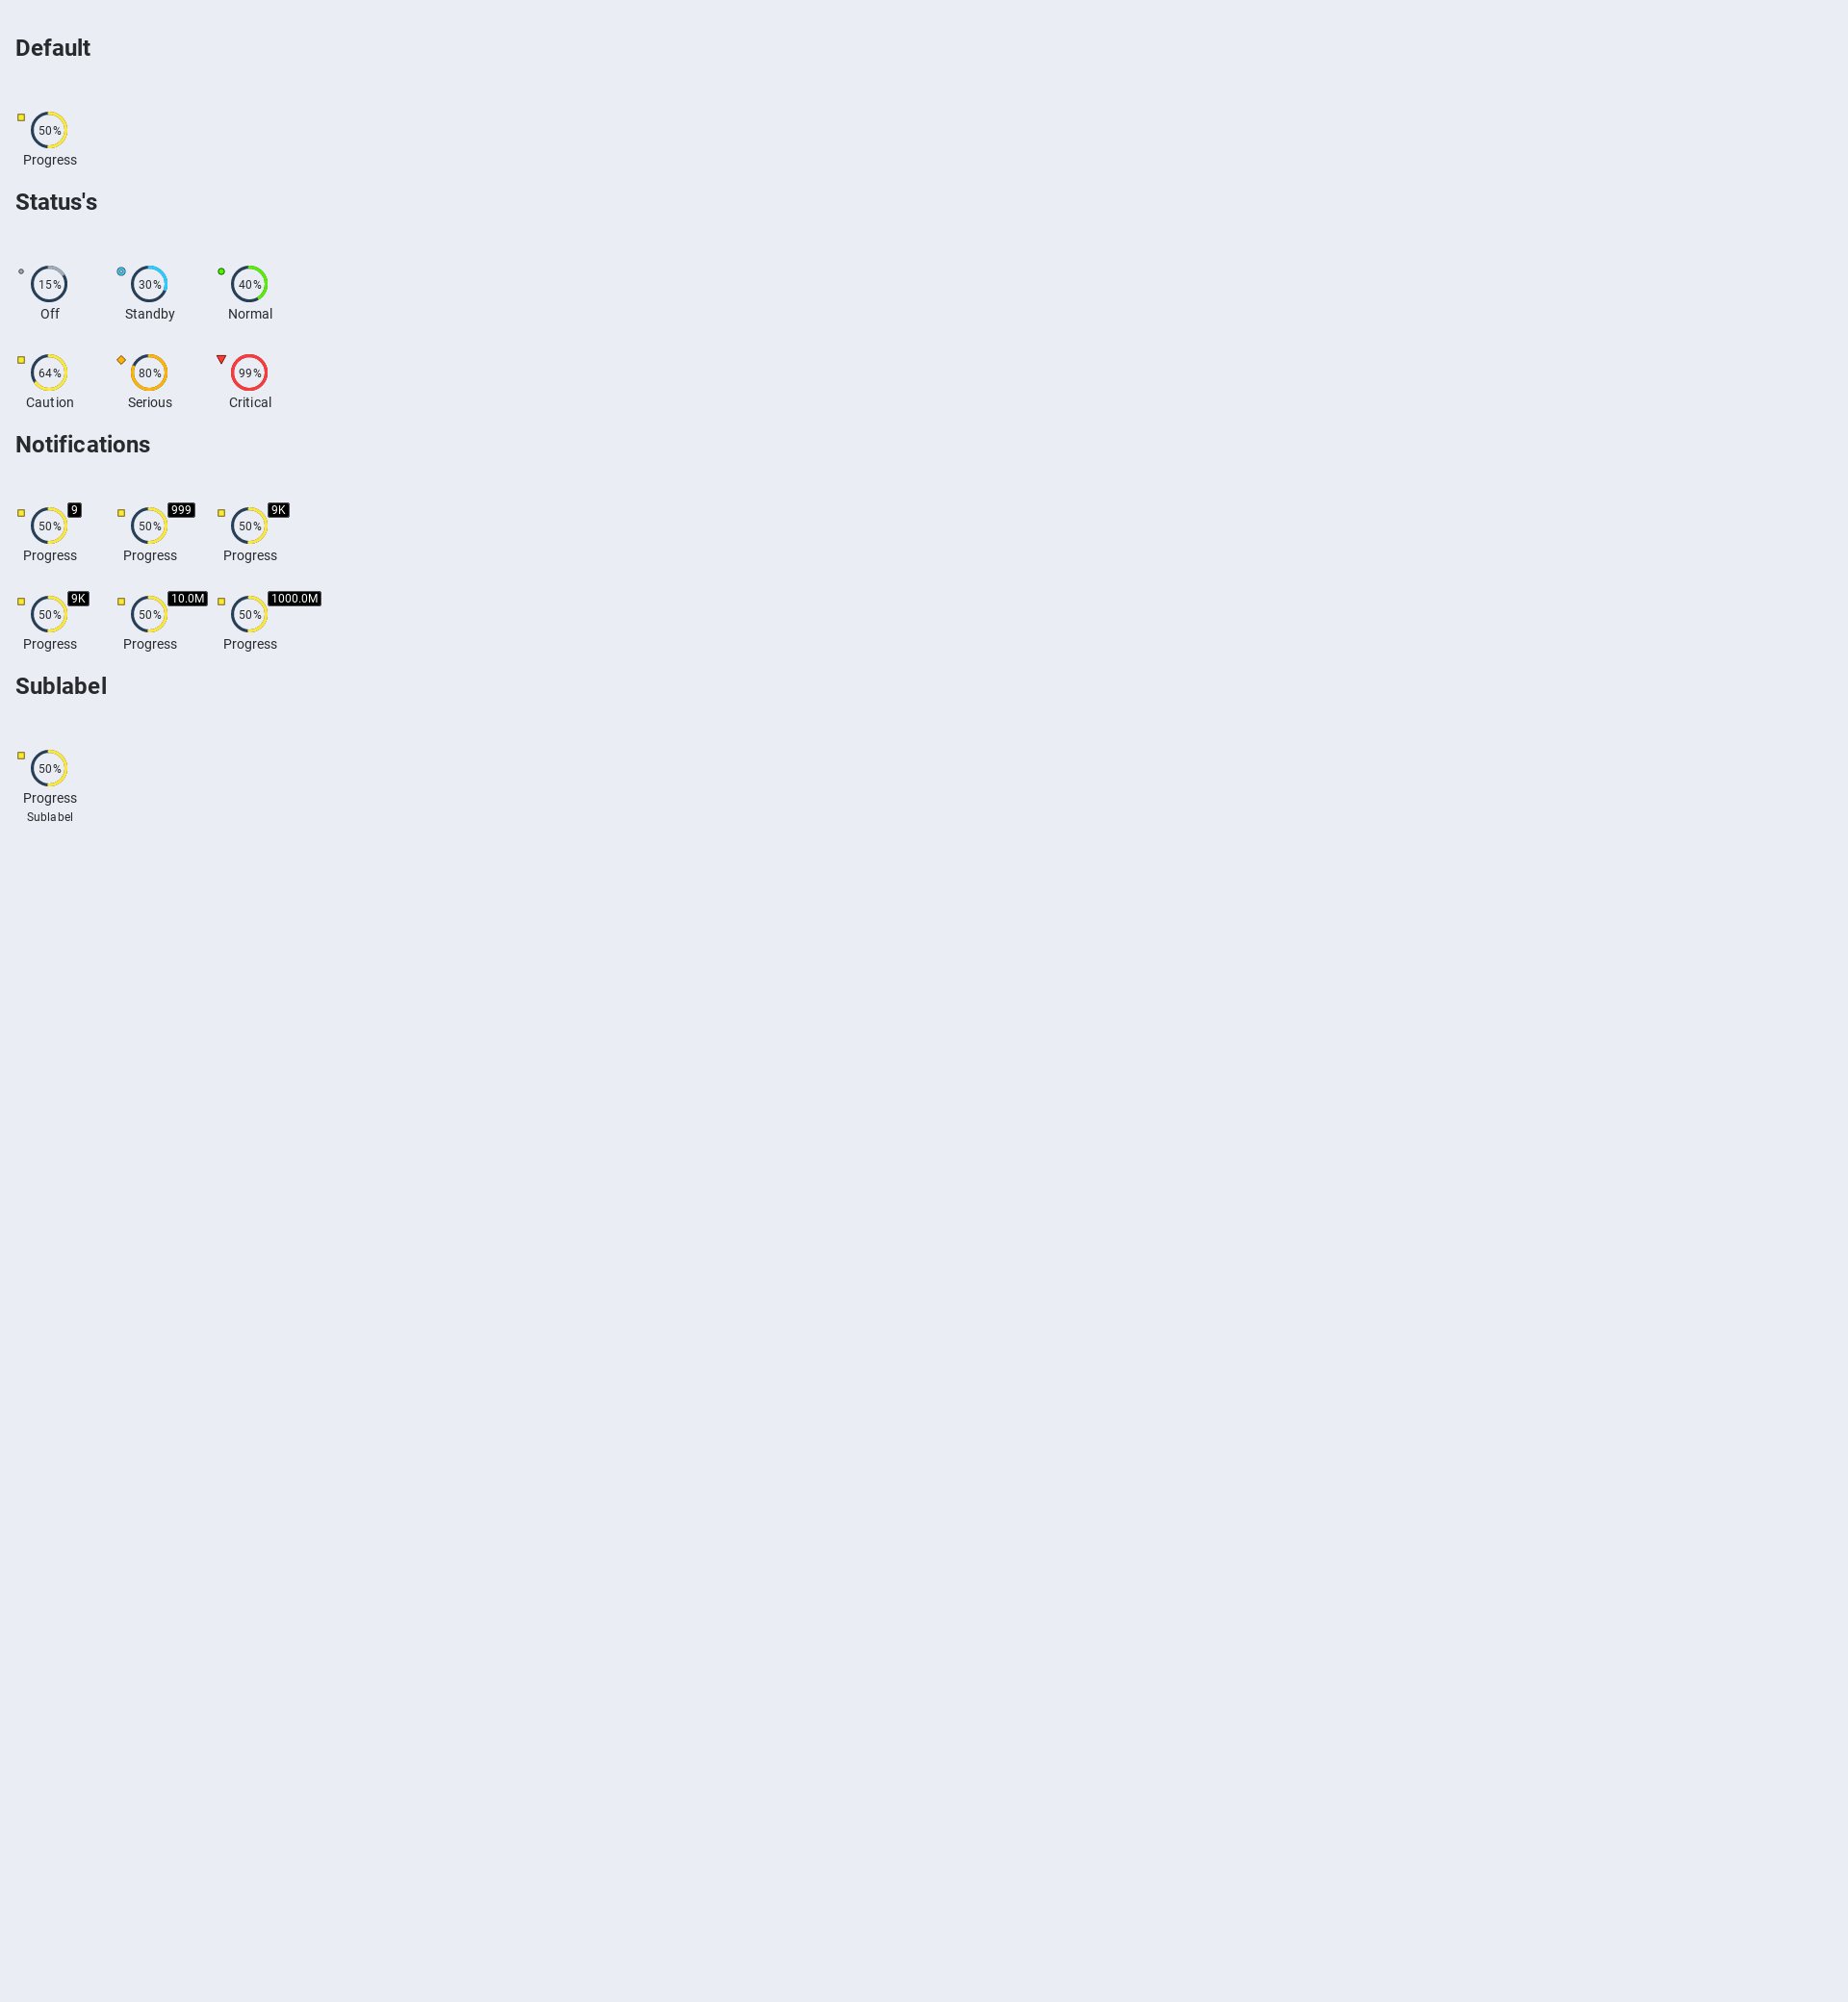 Default
50%
Progress
Status's
15% 30% 40%
Off Standby Normal
64% 80% 99%
Caution Serious Critical
Notifications
9 999 9K
50% 50% 50%
Progress Progress Progress
9K 10.0M 1000.0M
50% 50% 50%
Progress Progress Progress
Sublabel
50%
Progress
Sublabel